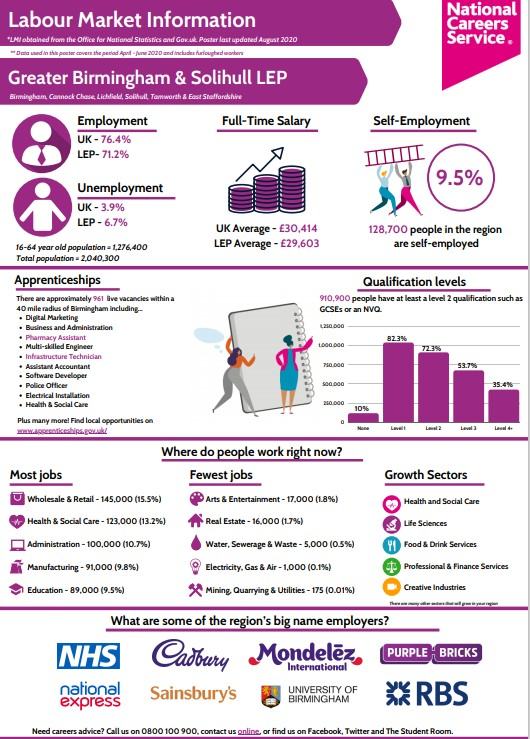 Labour Market Information
*LMI obtained from the Office for National Statistics and Gov.uk. Poster last updated August 2020
** Data used in this poster covers the period April - June 2020 and includes furloughed workers
National
Careers
Service
Greater Birmingham & Solihull LEP
Birmingham, Cannock Chase, Lichfield, Solihull, Tamworth & East Staffordshire
Employment
UK - 76.4%
LEP- 71.2%
Unemployment
UK - 3.9%
LEP - 6.7%
16-64 year old population = 1,276,400
Total population = 2,040,300
Full-Time Salary
UK Average - £30,414
LEP Average - £29,603
Self-Employment
9.5%
128,700 people in the region
are self-employed
Apprenticeships
There are approximately 961 live vacancies within a
40 mile radius of Birmingham including...
• Digital Marketing
• Business and Administration
• Pharmacy Assistant
• Multi-skilled Engineer
• Infrastructure Technician
• Assistant Accountant
• Software Developer
• Police Officer
• Electrical Installation
• Health & Social Care
Plus many more! Find local opportunities on
www.apprenticeships.gov.uk/
Qualification levels
910,900 people have at least a level 2 qualification such as
GCSEs or an NVQ.
1,250,000
1,000,000
750,000
500,000
250,000
0
10%
82.3%
72.3%
53.7%
35.4%
None
Level 1
Level 2
Level 3
Level 4+
Where do people work right now?
Most jobs
Wholesale & Retail - 145,000 (15.5%)
Health & Social Care - 123,000 (13.2%)
Administration - 100,000 (10.7%)
Manufacturing - 91,000 (9.8%)
Education - 89,000 (9.5%)
Fewest jobs
Arts & Entertainment - 17,000 (1.8%)
Real Estate - 16,000 (1.7%)
Water, Sewerage & Waste - 5,000 (0.5%)
Electricity, Gas & Air - 1,000 (0.1%)
Mining, Quarrying & Utilities - 175 (0.01%)
Growth Sectors
Health and Social Care
Life Sciences
Food & Drink Services
Professional & Finance Services
Creative Industries
There are many other sectors that will grow in your region
What are some of the region's big name employers?
NHS
Cadbury
Mondelēz
International
PURPLE BRICKS
national
express
Sainsbury's
UNIVERSITY OF
BIRMINGHAM
RBS
Need careers advice? Call us on 0800 100 900, contact us online, or find us on Facebook, Twitter and The Student Room.